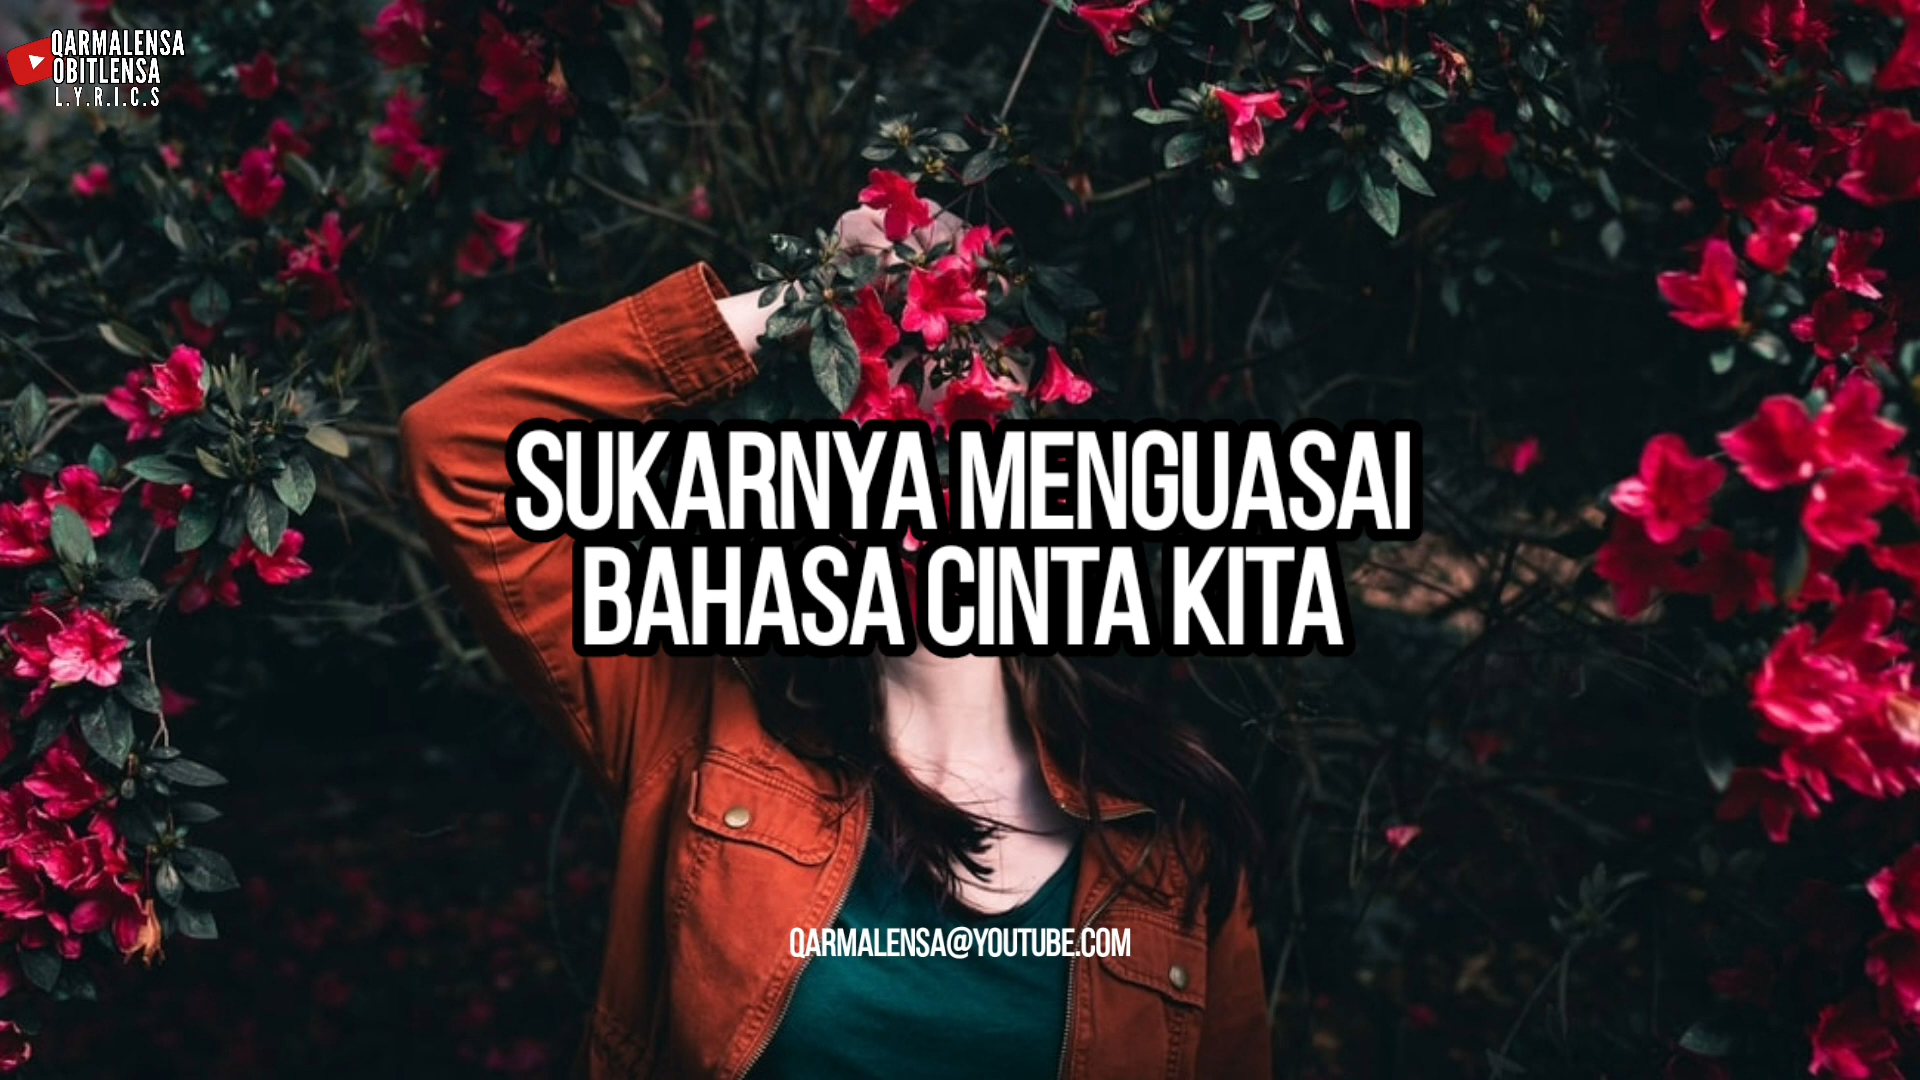 QARMALENSA
OBITLENSA
L.Y.R.I.C.S
SUKARNYA MENGUASAI
BAHASA CINTA KITA
QARMALENSA@YOUTUBE.COM